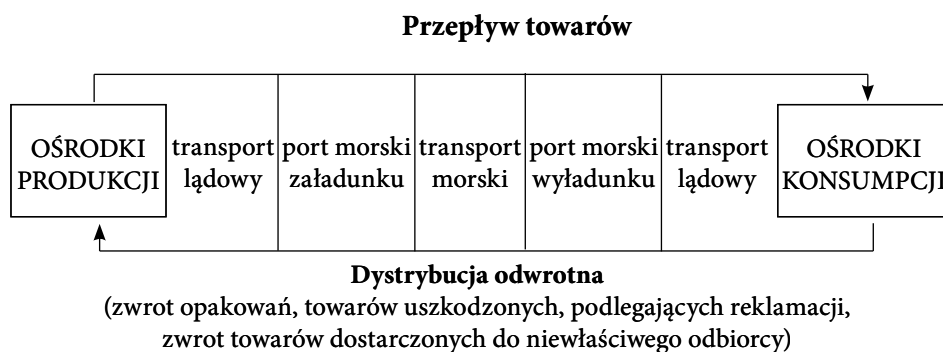 Przepływ towarów
OŚRODKI
PRODUKCJI
transport
lądowy
port morski
załadunku
transport
morski
port morski
wyładunku
transport
lądowy
OŚRODKI
KONSUMPCJI
Dystrybucja odwrotna
(zwrot opakowań, towarów uszkodzonych, podlegających reklamacji,
zwrot towarów dostarczonych do niewłaściwego odbiorcy)